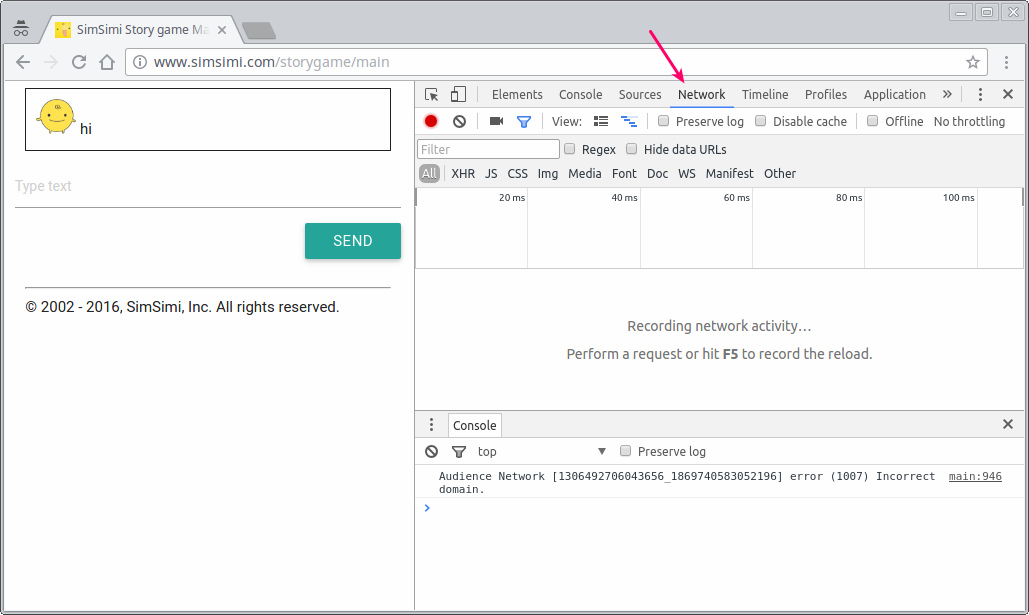 SimSimi Story game Ma
www.simsimi.com/storygame/main
hi
Type text
SEND
© 2002 - 2016, SimSimi, Inc. All rights reserved.
Elements Console Sources Network Timeline Profiles Application »
View: Preserve log Disable cache Offline No throttling
Filter Regex Hide data URLs
All XHR JS CSS Img Media Font Doc WS Manifest Other
20 ms 40 ms 60 ms 80 ms 100 ms
Recording network activity…
Perform a request or hit F5 to record the reload.
Console
top Preserve log
Audience Network [1306492706043656_1869740583052196] error (1007) Incorrect main:946
domain.